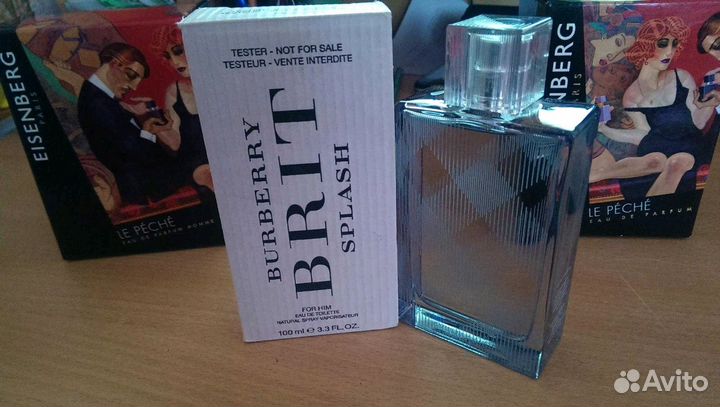 EISENBERG
PARIS
LE PÉCHÉ
EAU DE PARFUM HOMME
TESTER - NOT FOR SALE
TESTEUR - VENTE INTERDITE
BURBERRY
BRIT
SPLASH
FOR HIM
EAU DE TOILETTE
NATURAL SPRAY VAPORISATEUR
100 ml e 3.3 FL.OZ.
EISENBERG
PARIS
LE PÉCHÉ
EAU DE PARFUM
Avito